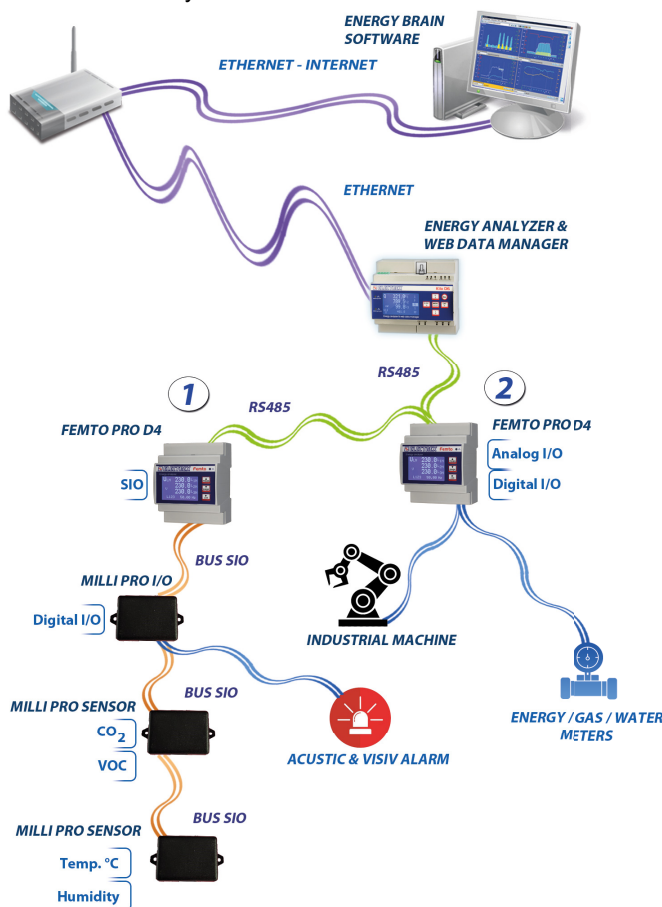 ENERGY BRAIN
SOFTWARE
ETHERNET - INTERNET
ETHERNET
ENERGY ANALYZER &
WEB DATA MANAGER
RS485
1
2
RS485
FEMTO PRO D4
FEMTO PRO D4
Analog I/O
SIO
Digital I/O
BUS SIO
MILLI PRO I/O
Digital I/O
INDUSTRIAL MACHINE
BUS SIO
MILLI PRO SENSOR
CO2
VOC
ACUSTIC & VISIV ALARM
ENERGY / GAS / WATER
METERS
BUS SIO
MILLI PRO SENSOR
Temp. °C
Humidity